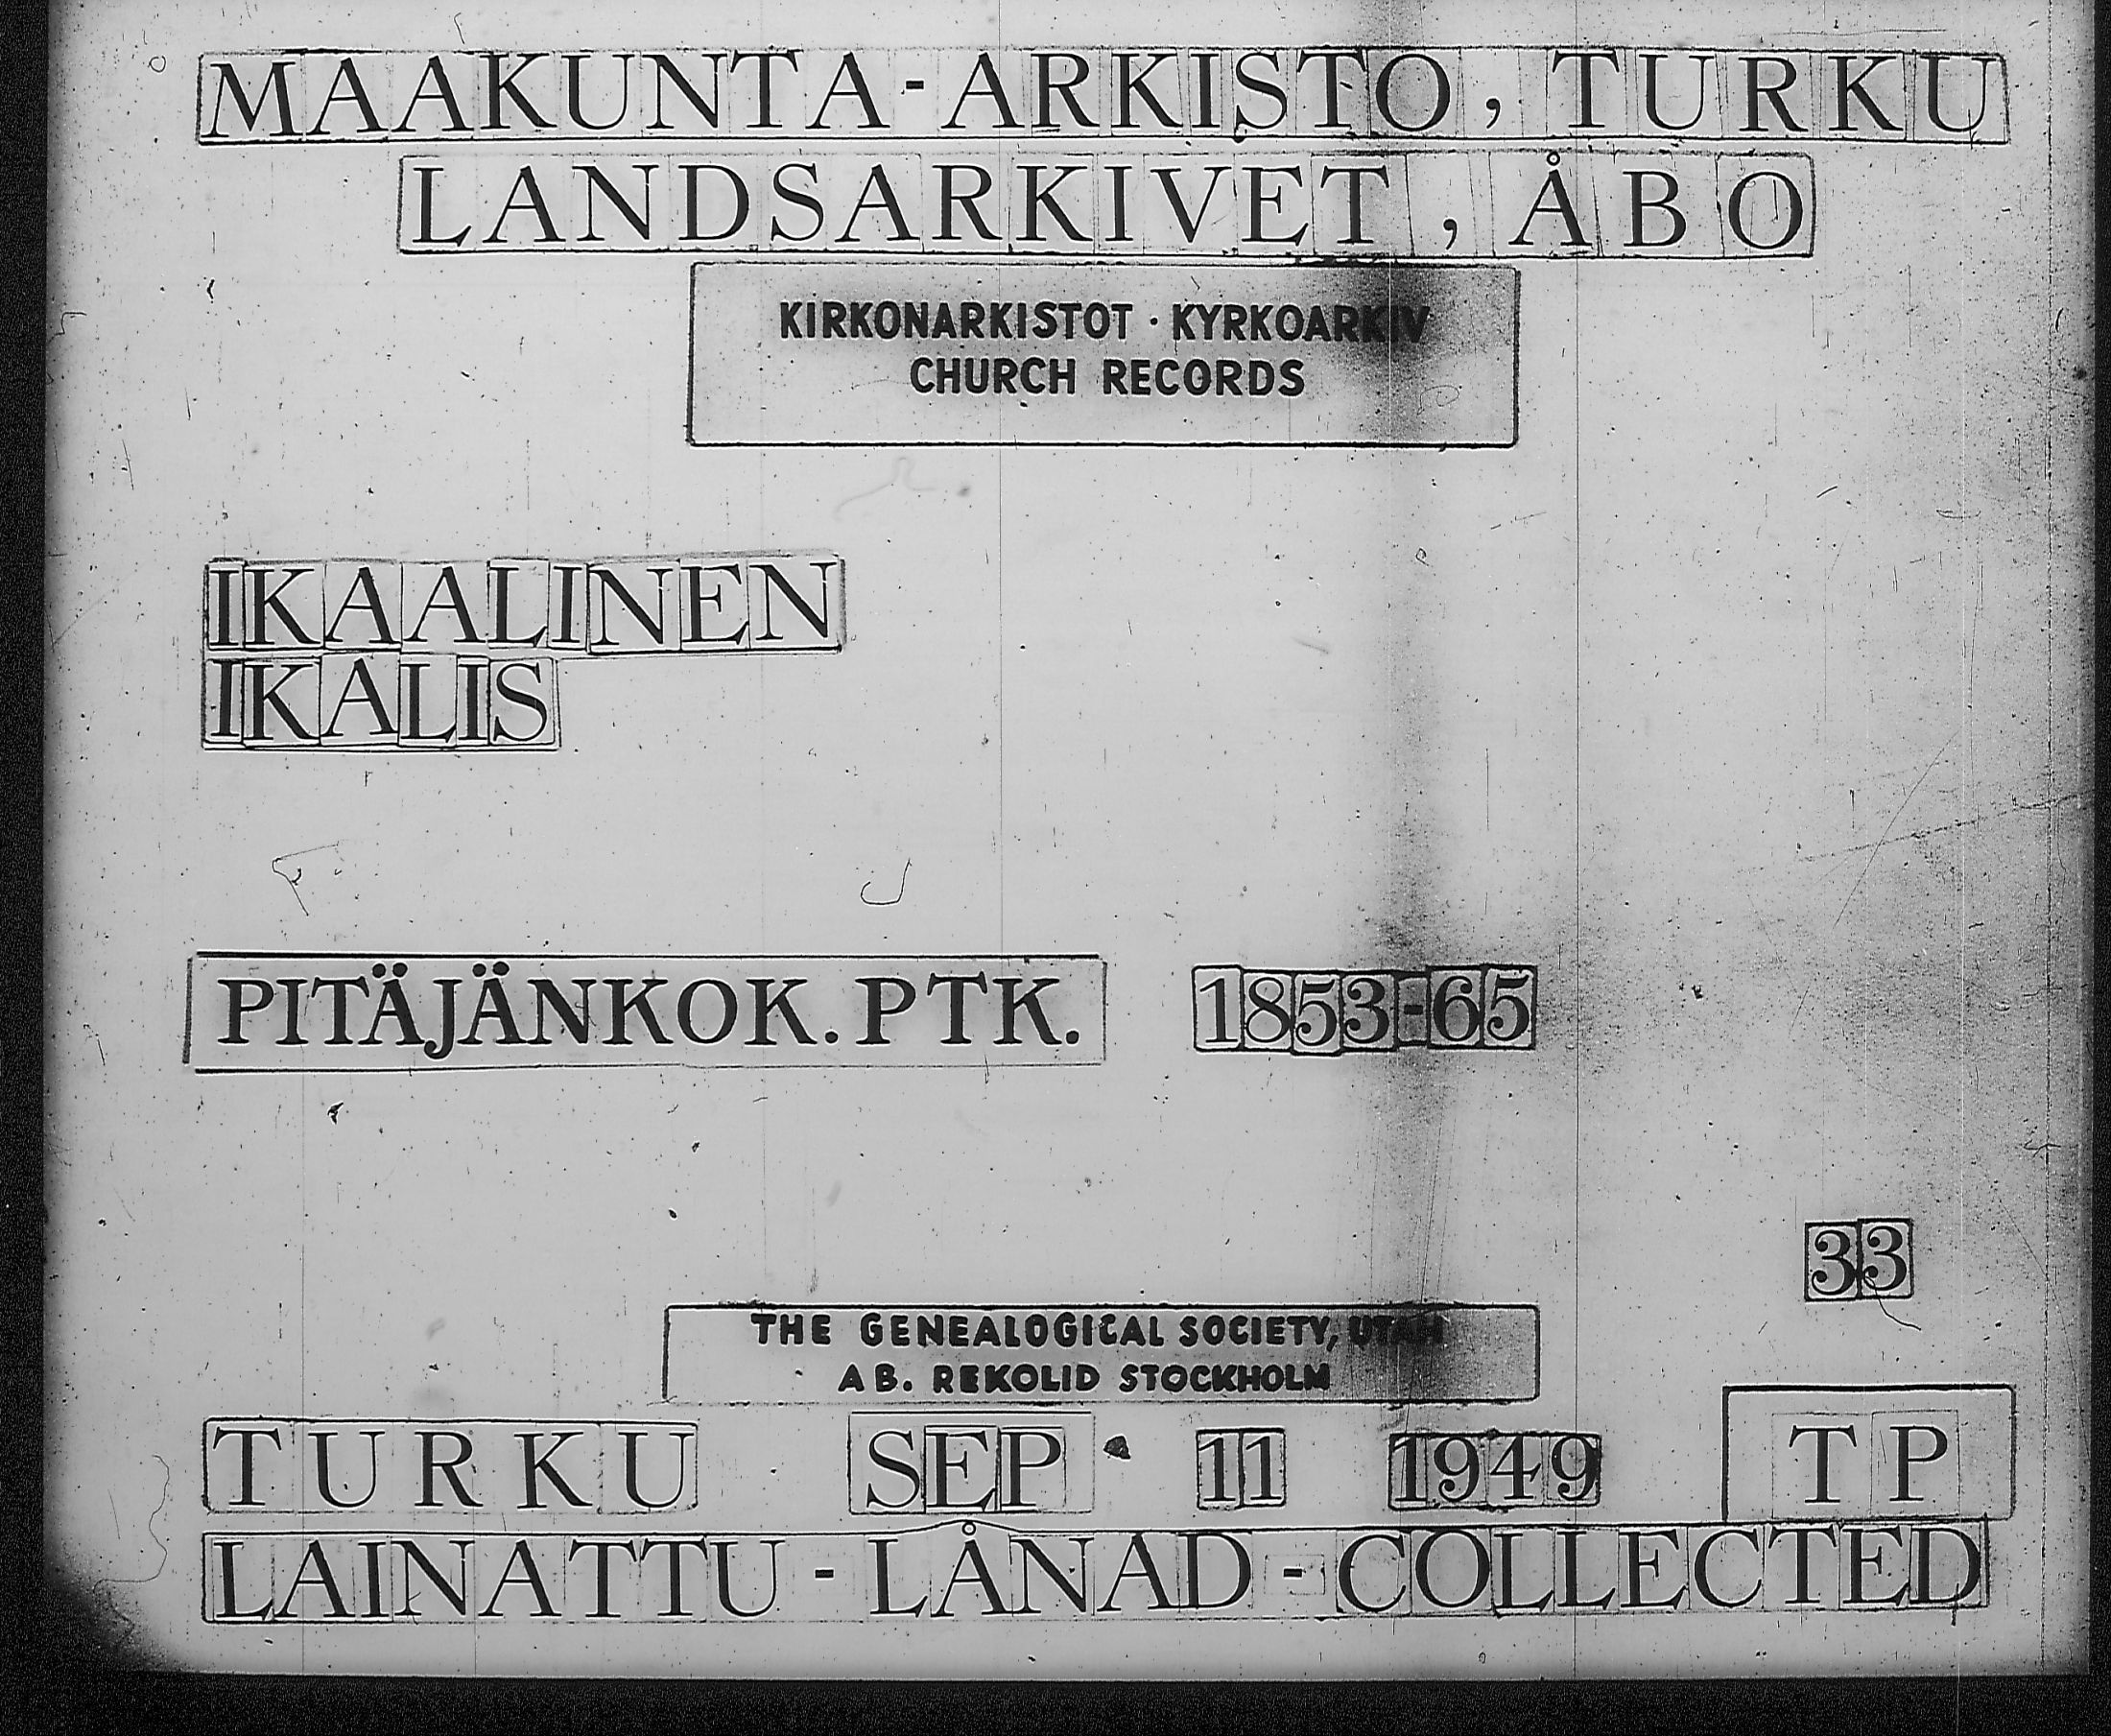 MAAKUNTA-ARKISTO, TURKU
LANDSARKIVET, ÅBO
KIRKONARKISTOT · KYRKOARKIV
CHURCH RECORDS
IKAALINEN
IKALIS
PITÄJÄNKOK. PTK. 1853-65
33
THE GENEALOGICAL SOCIETY, UTAH
AB. REKOLID STOCKHOLM
TURKU SEP 11 1949 TP
LAINATTU - LÅNAD - COLLECTED